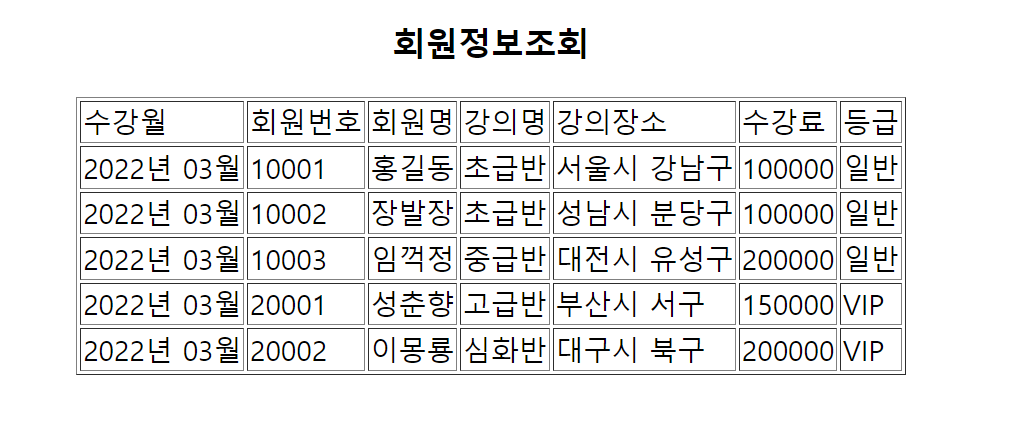 회원정보조회
수강월 회원번호 회원명 강의명 강의장소 수강료 등급
2022년 03월 10001 홍길동 초급반 서울시 강남구 100000 일반
2022년 03월 10002 장발장 초급반 성남시 분당구 100000 일반
2022년 03월 10003 임꺽정 중급반 대전시 유성구 200000 일반
2022년 03월 20001 성춘향 고급반 부산시 서구 150000 VIP
2022년 03월 20002 이몽룡 심화반 대구시 북구 200000 VIP